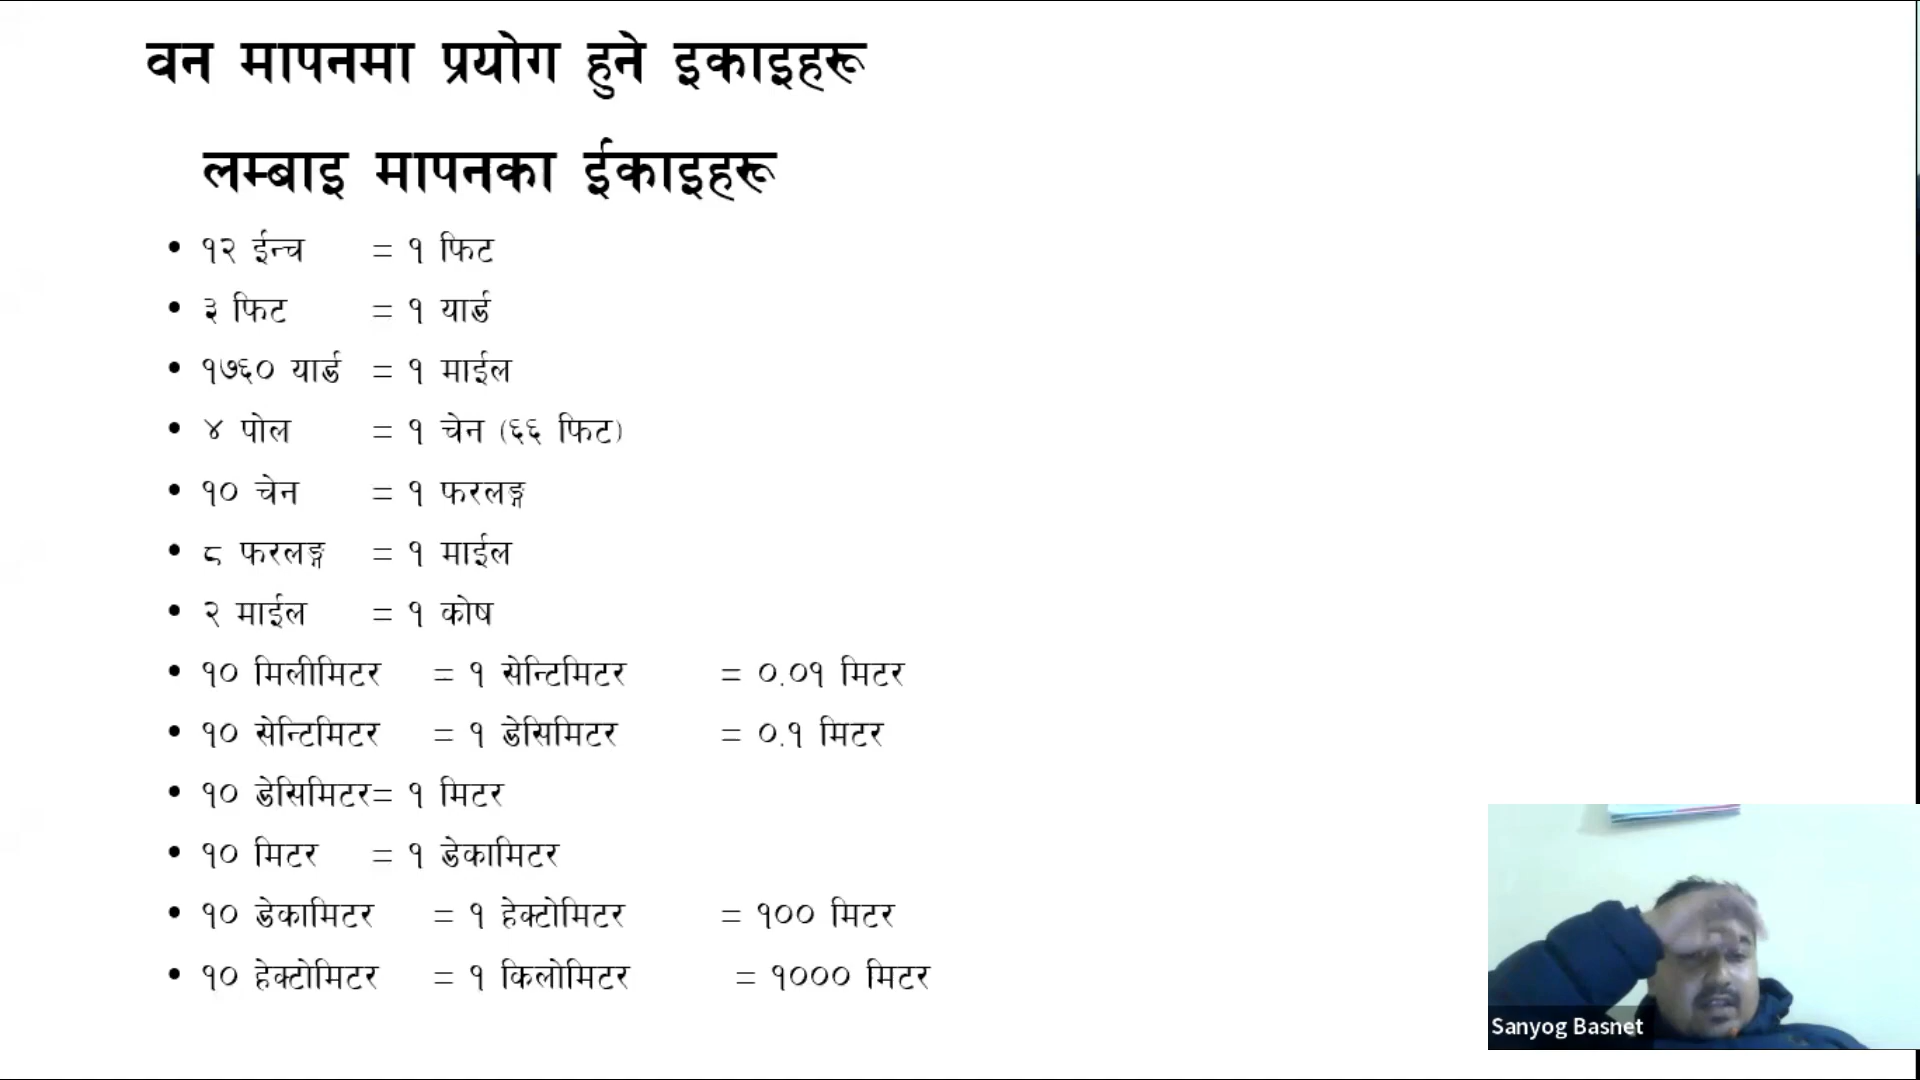 वन मापनमा प्रयोग हुने इकाइहरू
लम्बाइ मापनका ईकाइहरू
• १२ ईन्च = १ फिट
• ३ फिट = १ यार्ड
• १७६० यार्ड = १ माईल
• ४ पोल = १ चेन (६६ फिट)
• १० चेन = १ फरलङ्ग
• ८ फरलङ्ग = १ माईल
• २ माईल = १ कोष
• १० मिलीमिटर = १ सेन्टिमिटर = ०.०१ मिटर
• १० सेन्टिमिटर = १ डेसिमिटर = ०.१ मिटर
• १० डेसिमिटर= १ मिटर
• १० मिटर = १ डेकामिटर
• १० डेकामिटर = १ हेक्टोमिटर = १०० मिटर
• १० हेक्टोमिटर = १ किलोमिटर = १००० मिटर
Sanyog Basnet